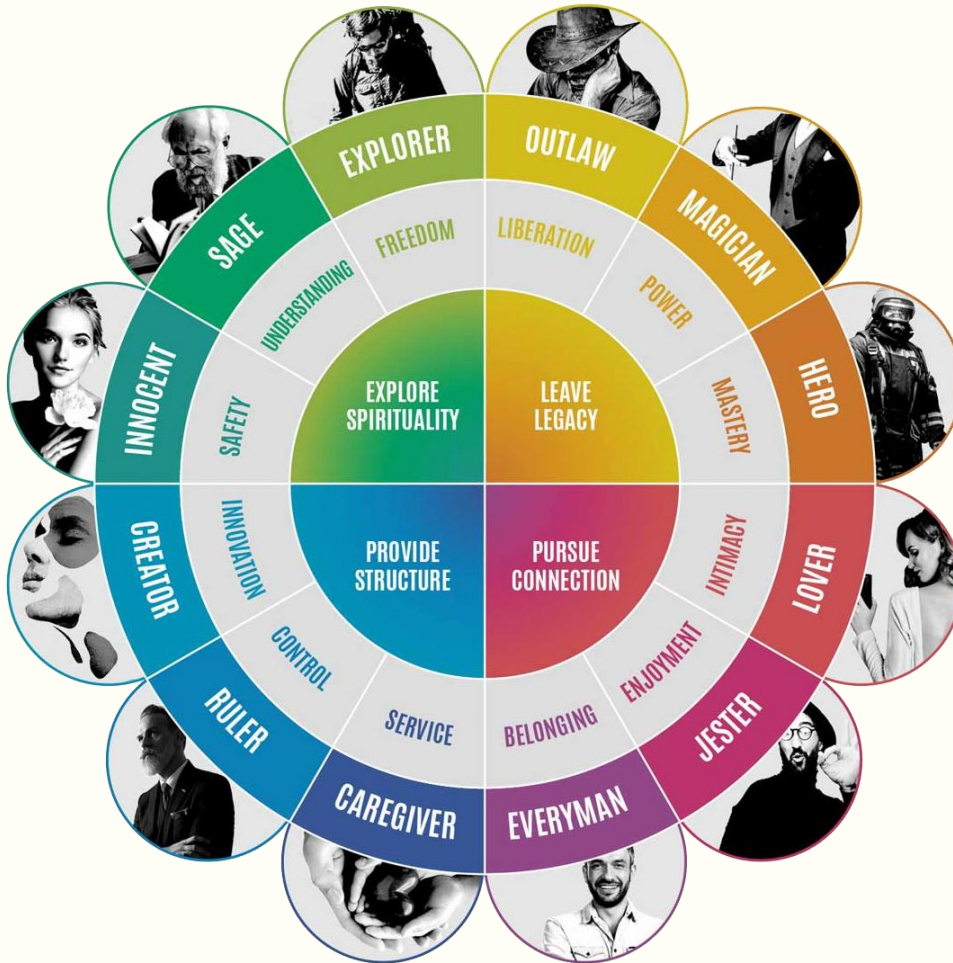 EXPLORER
OUTLAW
MAGICIAN
HERO
LOVER
JESTER
EVERYMAN
CAREGIVER
RULER
CREATOR
INNOCENT
SAGE
FREEDOM
LIBERATION
POWER
MASTERY
INTIMACY
ENJOYMENT
BELONGING
SERVICE
CONTROL
INNOVATION
SAFETY
UNDERSTANDING
EXPLORE
SPIRITUALITY
LEAVE
LEGACY
PROVIDE
STRUCTURE
PURSUE
CONNECTION